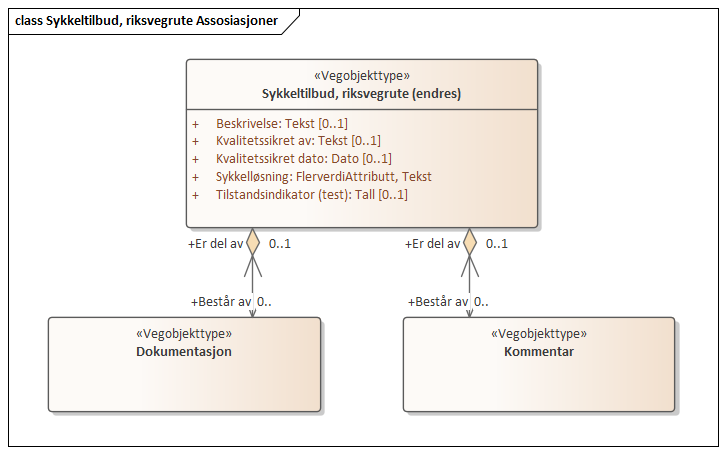 class Sykkeltilbud, riksvegrute Assosiasjoner
«Vegobjekttype»
Sykkeltilbud, riksvegrute (endres)
+ Beskrivelse: Tekst [0..1]
+ Kvalitetssikret av: Tekst [0..1]
+ Kvalitetssikret dato: Dato [0..1]
+ Sykkelløsning: FlerverdiAttributt, Tekst
+ Tilstandsindikator (test): Tall [0..1]
+Er del av 0..1
+Er del av 0..1
+Består av 0..
+Består av 0..
«Vegobjekttype»
Dokumentasjon
«Vegobjekttype»
Kommentar